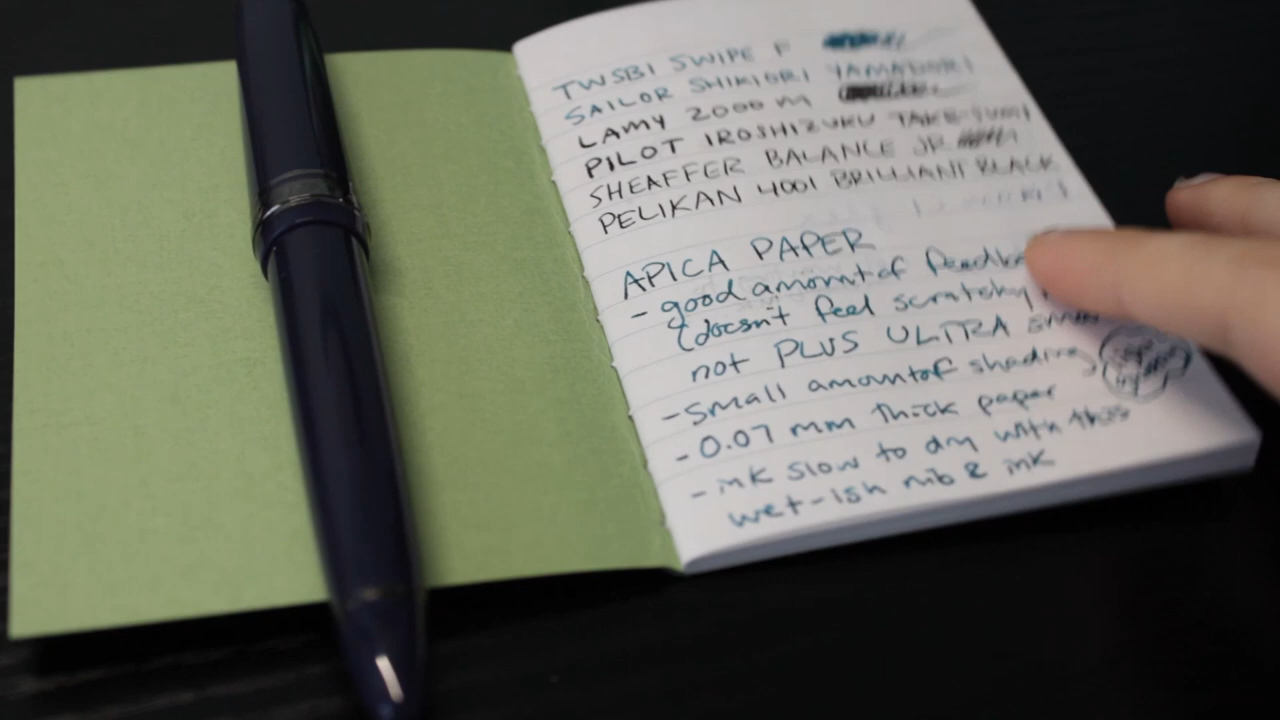 TWSBI SWIPE F
SAILOR SHIKIORI YAMADORI
LAMY 2000 M
PILOT IROSHIZUKU TAKE-SUMI
SHEAFFER BALANCE JR
PELIKAN 4001 BRILLIANT BLACK
APICA PAPER
- good amount of
(doesn't feel scratchy
not PLUS ULTRA
- small amount of shading
- 0.07 mm thick paper
- ink slow to dry with this
wet-ish nib & ink